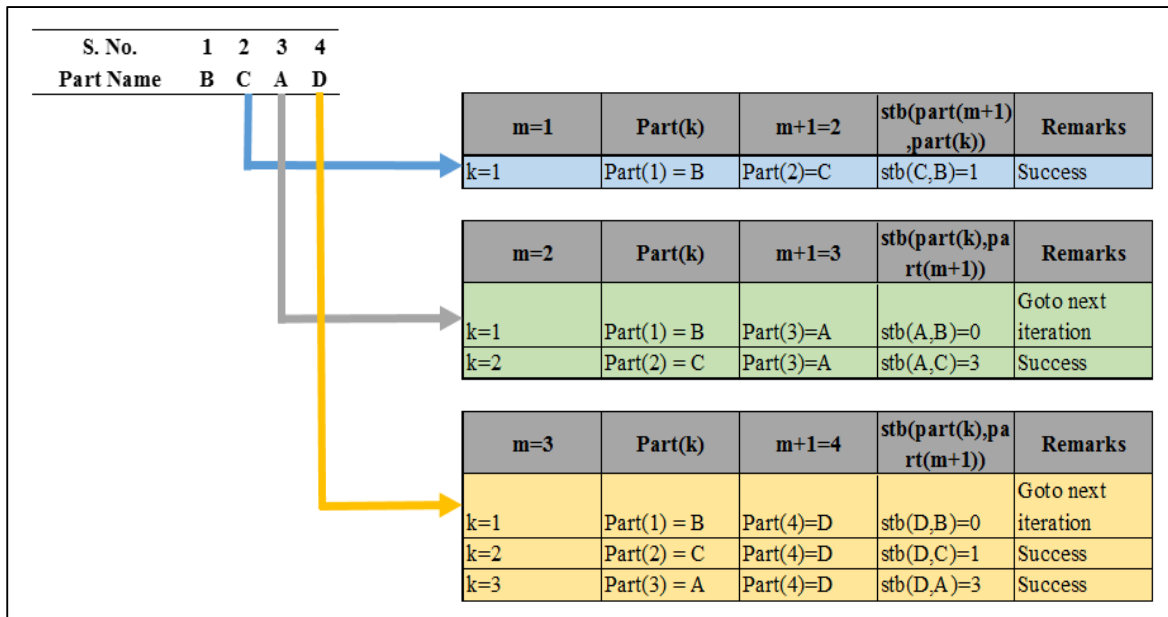 S. No. 1 2 3 4
Part Name B C A D
m=1 Part(k) m+1=2 stb(part(m+1) ,part(k)) Remarks
k=1 Part(1) = B Part(2)=C stb(C,B)=1 Success
m=2 Part(k) m+1=3 stb(part(k),pa rt(m+1)) Remarks
k=1 Part(1) = B Part(3)=A stb(A,B)=0 Goto next iteration
k=2 Part(2) = C Part(3)=A stb(A,C)=3 Success
m=3 Part(k) m+1=4 stb(part(k),pa rt(m+1)) Remarks
k=1 Part(1) = B Part(4)=D stb(D,B)=0 Goto next iteration
k=2 Part(2) = C Part(4)=D stb(D,C)=1 Success
k=3 Part(3) = A Part(4)=D stb(D,A)=3 Success